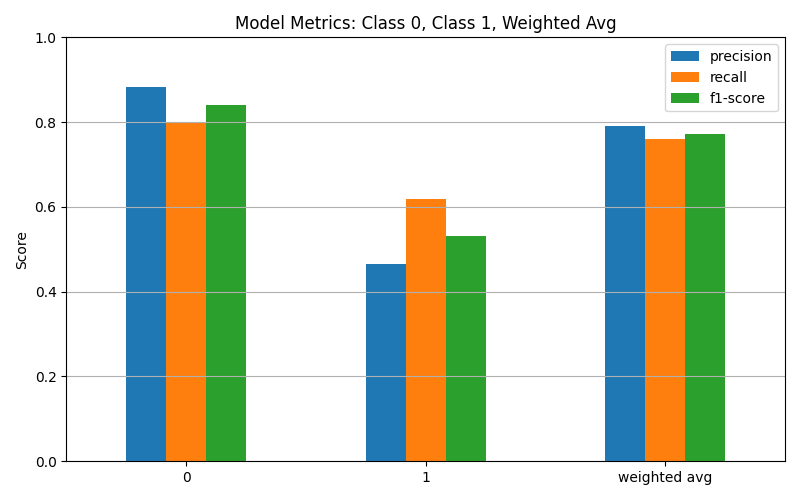 Model Metrics: Class 0, Class 1, Weighted Avg
1.0
0.8
0.6
0.4
0.2
0.0
Score
precision
recall
f1-score
0
1
weighted avg